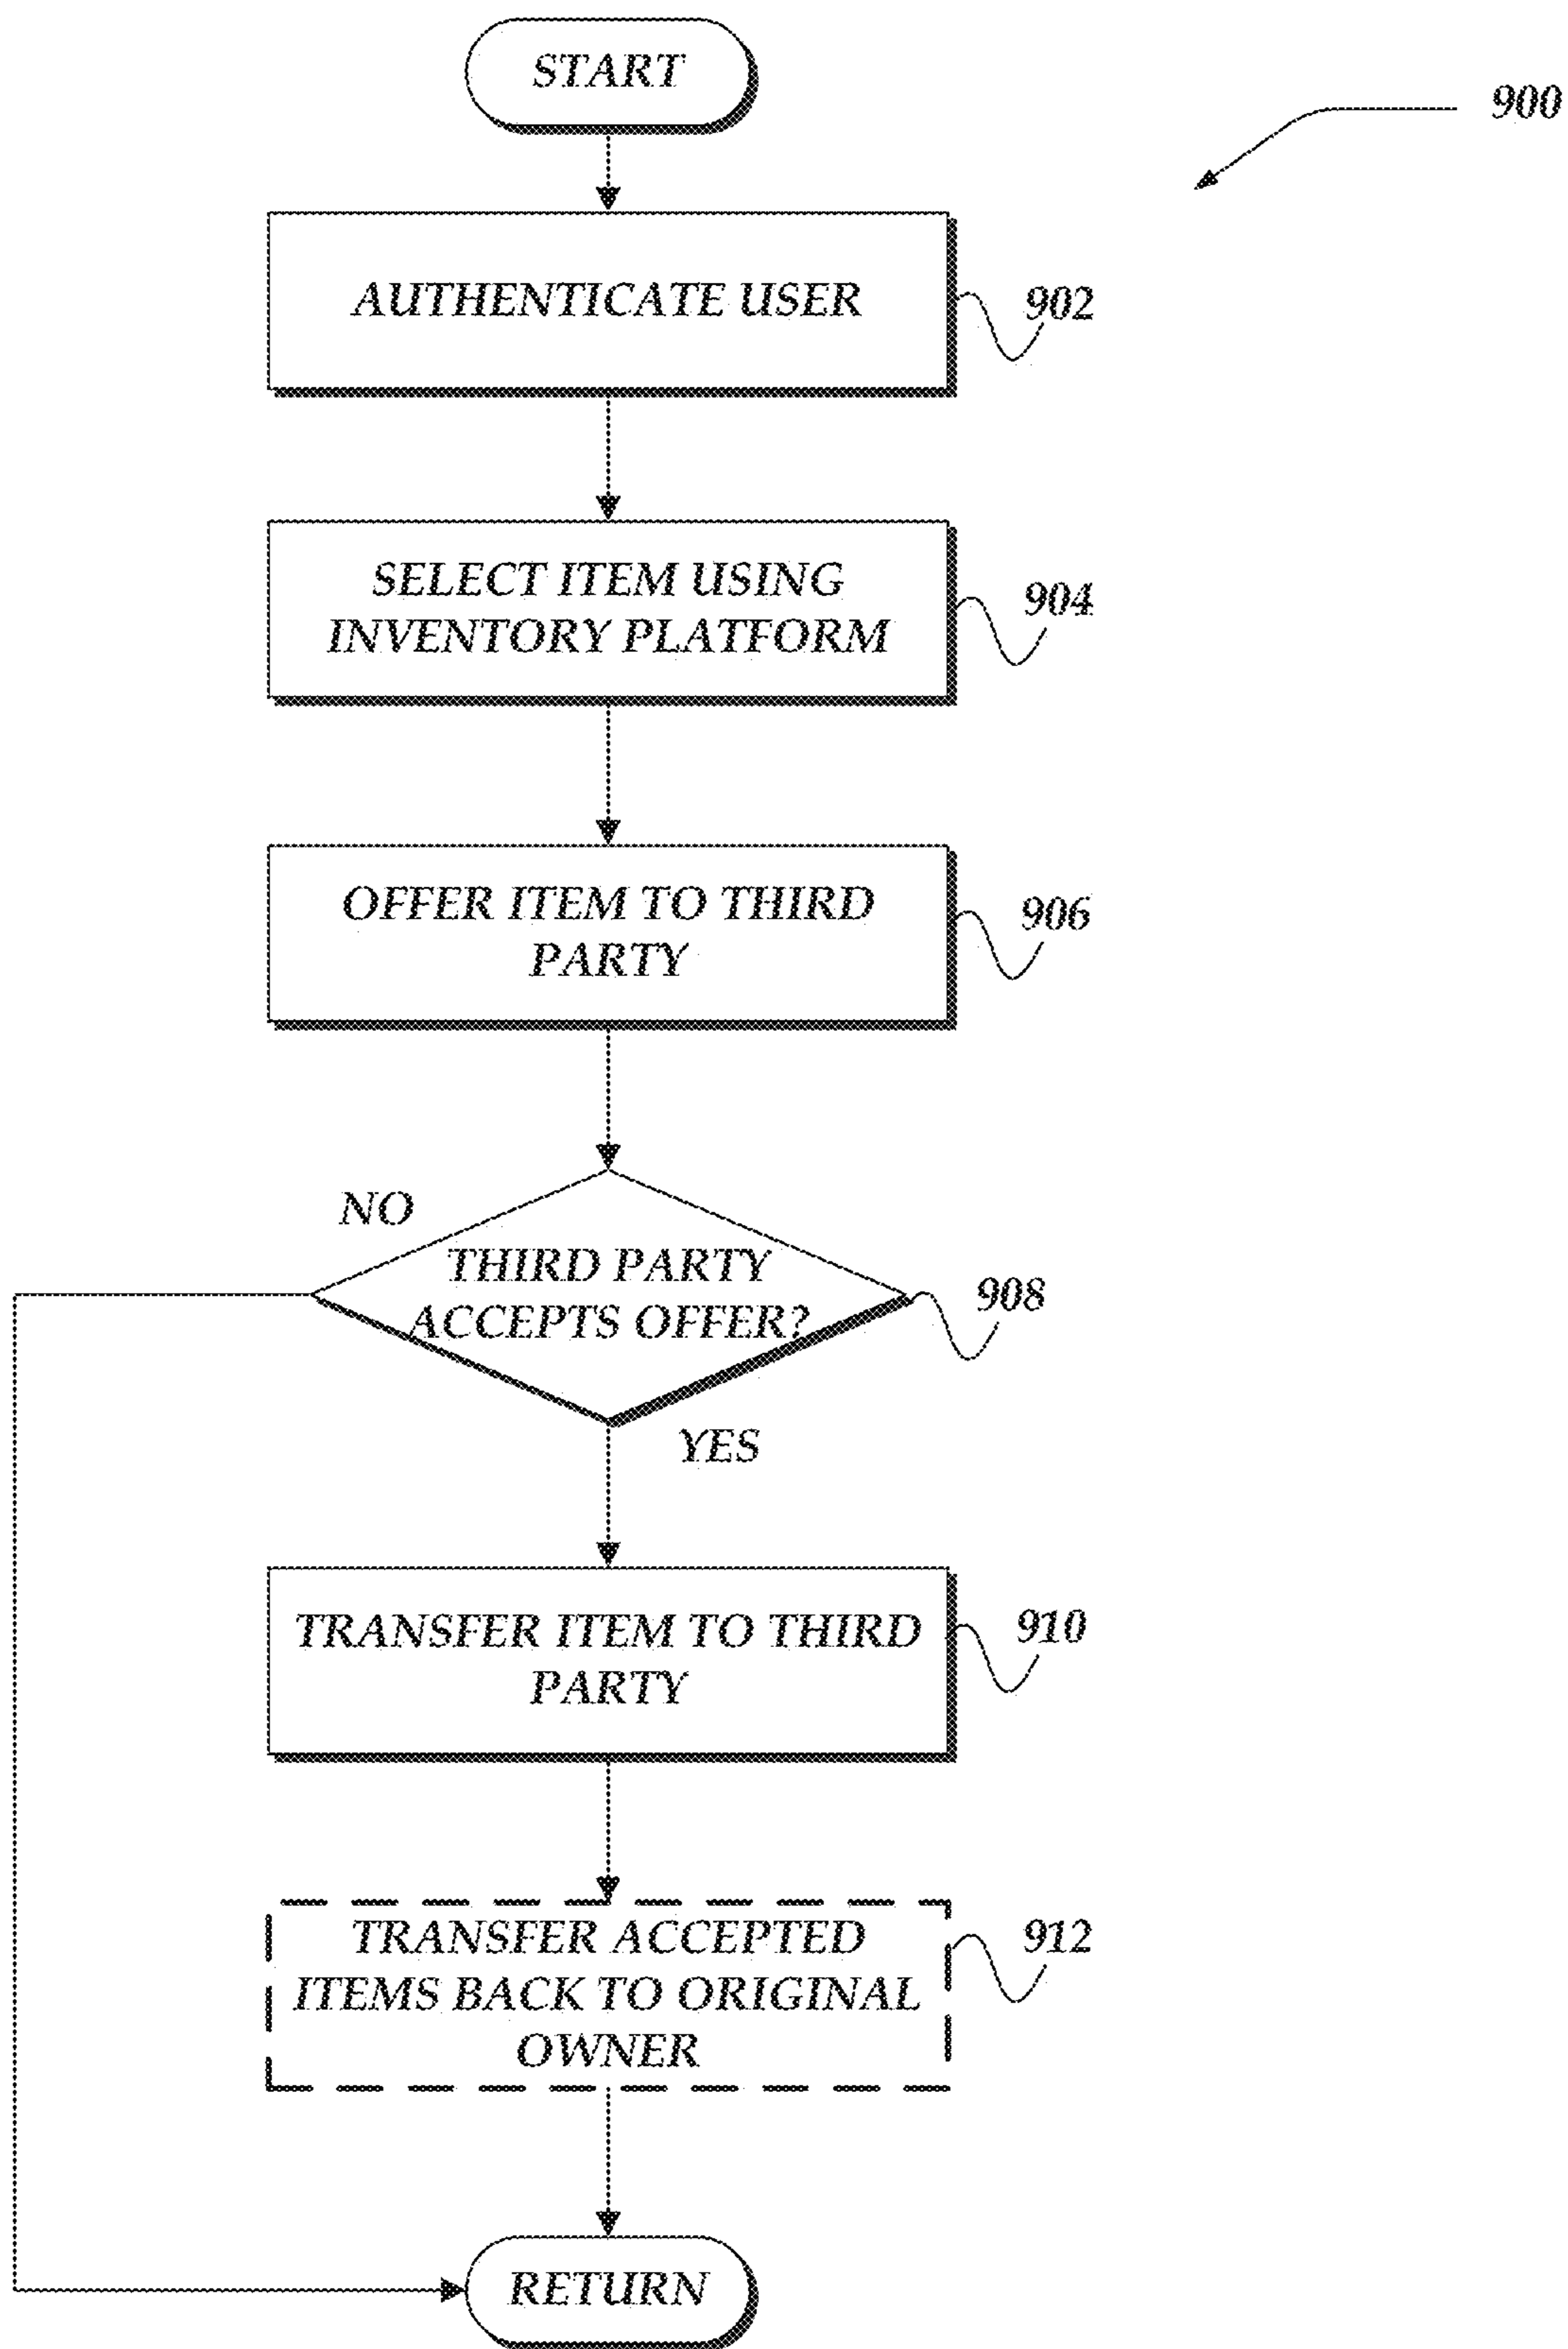 START
900
AUTHENTICATE USER
902
SELECT ITEM USING
INVENTORY PLATFORM
904
OFFER ITEM TO THIRD
PARTY
906
NO
THIRD PARTY
ACCEPTS OFFER?
908
YES
TRANSFER ITEM TO THIRD
PARTY
910
TRANSFER ACCEPTED
ITEMS BACK TO ORIGINAL
OWNER
912
RETURN